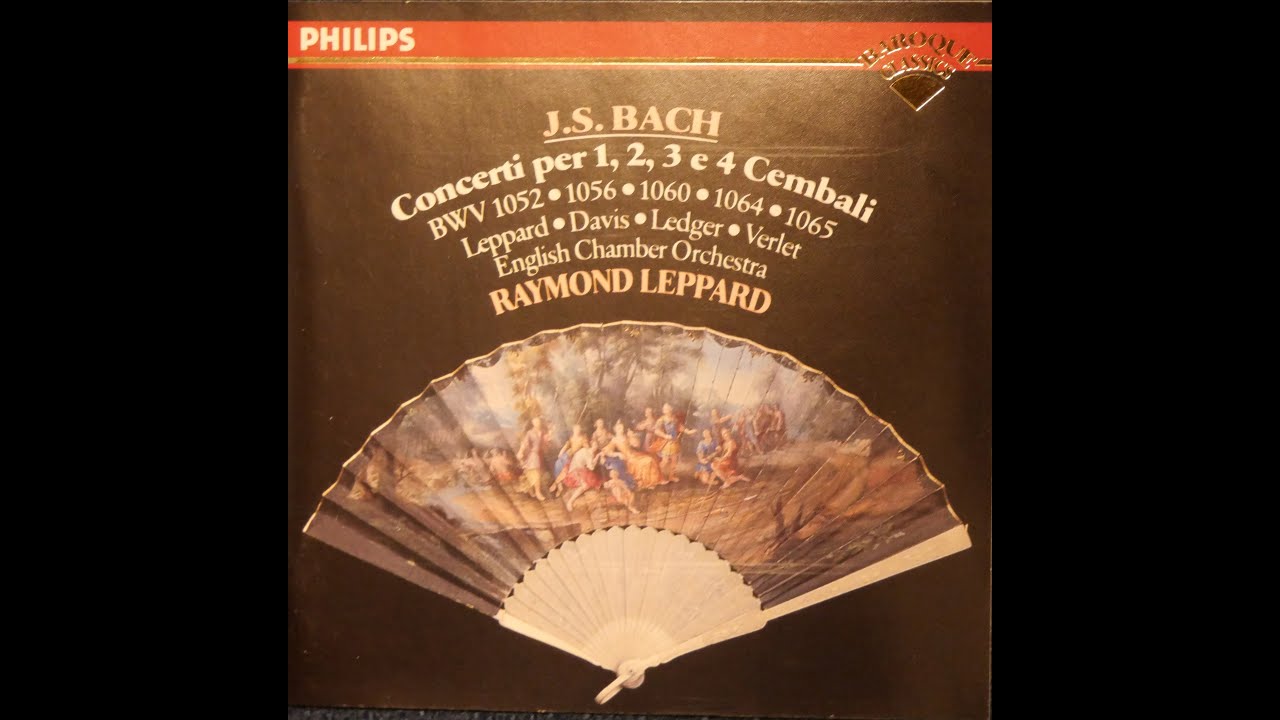 PHILIPS
BAROQUE
CLASSICS
J.S. BACH
Concerti per 1, 2, 3 e 4 Cembali
BWV 1052 • 1056 • 1060 • 1064 • 1065
Leppard • Davis • Ledger • Verlet
English Chamber Orchestra
RAYMOND LEPPARD